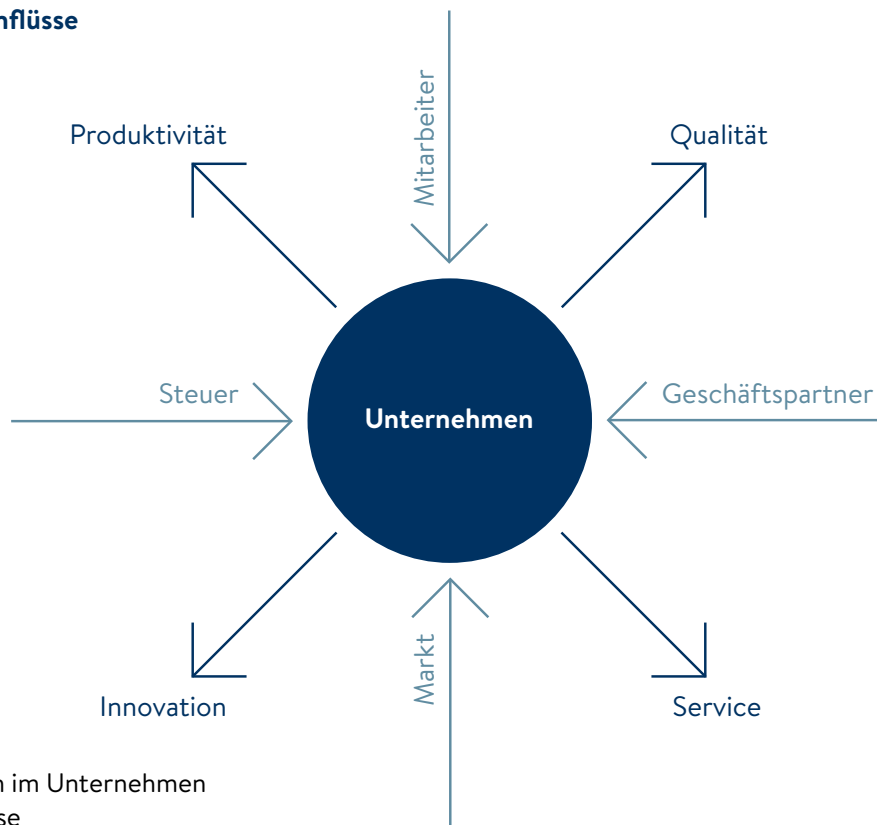 nflüsse
Mitarbeiter
Produktivität
Qualität
Steuer
Geschäftspartner
Unternehmen
Markt
Innovation
Service
im Unternehmen
se